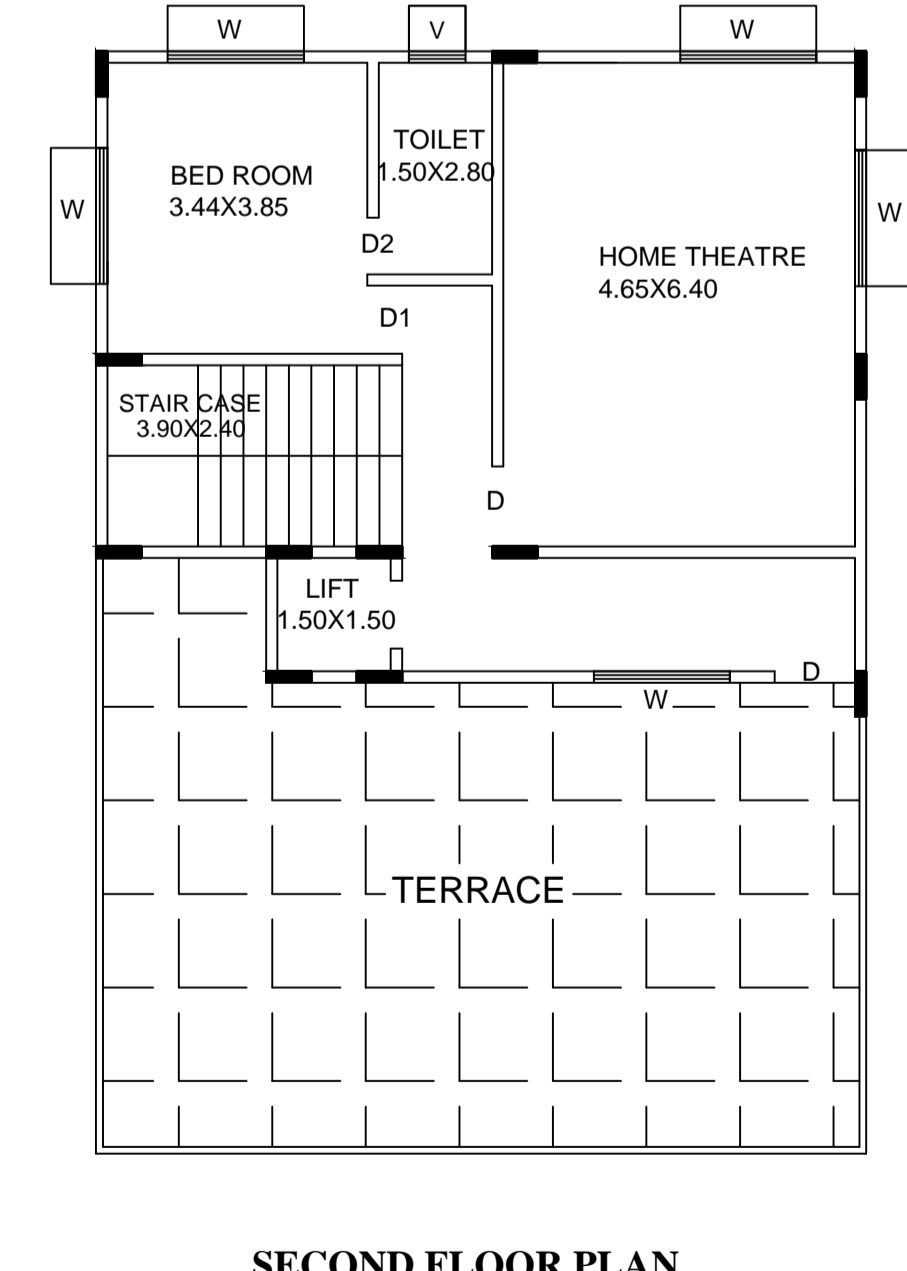 W
V
W
TOILET
1.50X2.80
BED ROOM
3.44X3.85
W
W
D2
HOME THEATRE
4.65X6.40
D1
STAIR CASE
3.90X2.40
D
LIFT
1.50X1.50
D
W
TERRACE
SECOND FLOOR PLAN